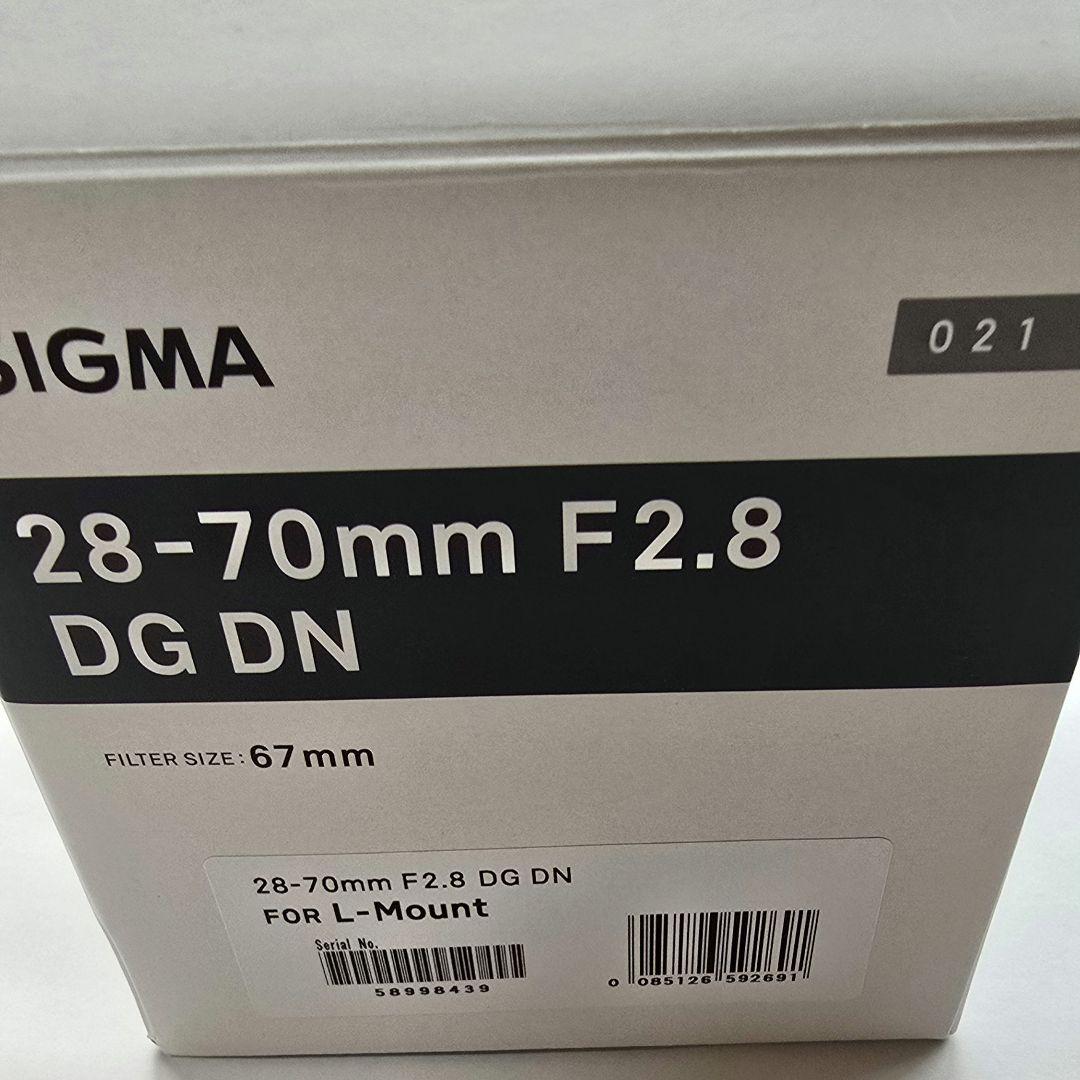 SIGMA
021
28-70mm F2.8
DG DN
FILTER SIZE: 67mm
28-70mm F2.8 DG DN
FOR L-Mount
Serial No.
58998439
0 085126 592691